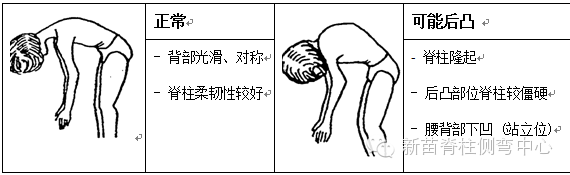 正常
- 背部光滑、对称
- 脊柱柔韧性较好
可能后凸
- 脊柱隆起
- 后凸部位脊柱较僵硬
- 腰背部下凹 (站立位)
新苗脊柱侧弯中心